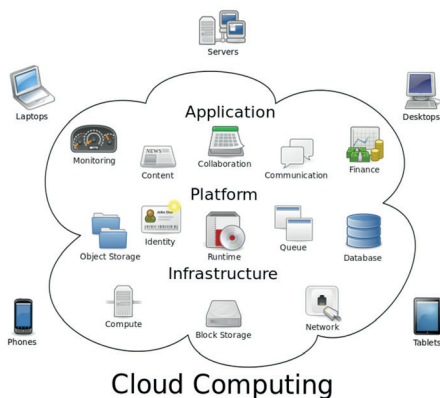 Servers
Laptops
Application
Desktops
Monitoring
NEWS
Content
Collaboration
Communication
Finance
Platform
Object Storage
Identity
Runtime
Queue
Database
Infrastructure
Compute
Block Storage
Network
Phones
Tablets
Cloud Computing